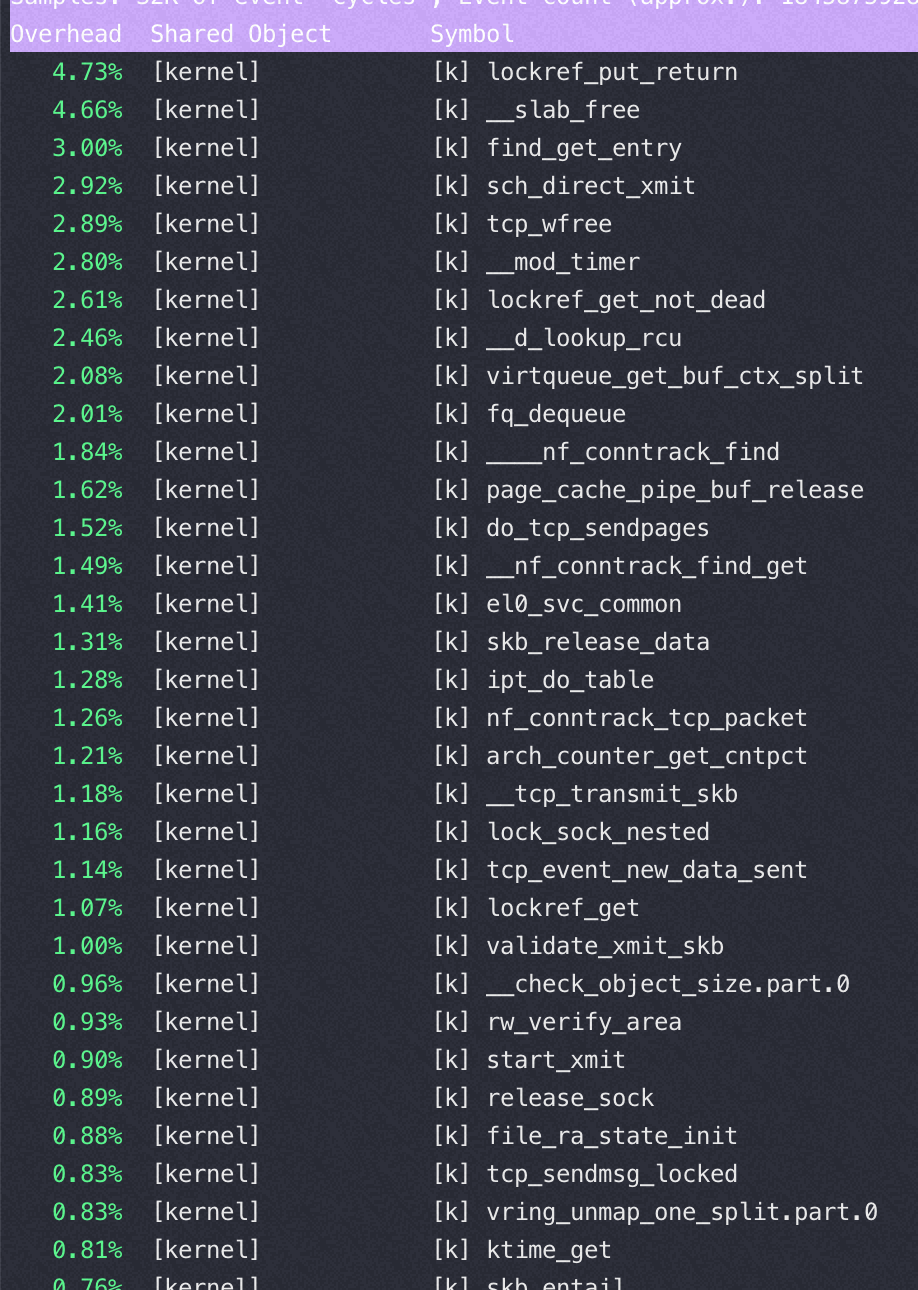 Overhead  Shared Object       Symbol
4.73%  [kernel]            [k] lockref_put_return
4.66%  [kernel]            [k] __slab_free
3.00%  [kernel]            [k] find_get_entry
2.92%  [kernel]            [k] sch_direct_xmit
2.89%  [kernel]            [k] tcp_wfree
2.80%  [kernel]            [k] __mod_timer
2.61%  [kernel]            [k] lockref_get_not_dead
2.46%  [kernel]            [k] __d_lookup_rcu
2.08%  [kernel]            [k] virtqueue_get_buf_ctx_split
2.01%  [kernel]            [k] fq_dequeue
1.84%  [kernel]            [k] ____nf_conntrack_find
1.62%  [kernel]            [k] page_cache_pipe_buf_release
1.52%  [kernel]            [k] do_tcp_sendpages
1.49%  [kernel]            [k] __nf_conntrack_find_get
1.41%  [kernel]            [k] el0_svc_common
1.31%  [kernel]            [k] skb_release_data
1.28%  [kernel]            [k] ipt_do_table
1.26%  [kernel]            [k] nf_conntrack_tcp_packet
1.21%  [kernel]            [k] arch_counter_get_cntpct
1.18%  [kernel]            [k] __tcp_transmit_skb
1.16%  [kernel]            [k] lock_sock_nested
1.14%  [kernel]            [k] tcp_event_new_data_sent
1.07%  [kernel]            [k] lockref_get
1.00%  [kernel]            [k] validate_xmit_skb
0.96%  [kernel]            [k] __check_object_size.part.0
0.93%  [kernel]            [k] rw_verify_area
0.90%  [kernel]            [k] start_xmit
0.89%  [kernel]            [k] release_sock
0.88%  [kernel]            [k] file_ra_state_init
0.83%  [kernel]            [k] tcp_sendmsg_locked
0.83%  [kernel]            [k] vring_unmap_one_split.part.0
0.81%  [kernel]            [k] ktime_get
0.76%  [kernel]            [k] skb_entail